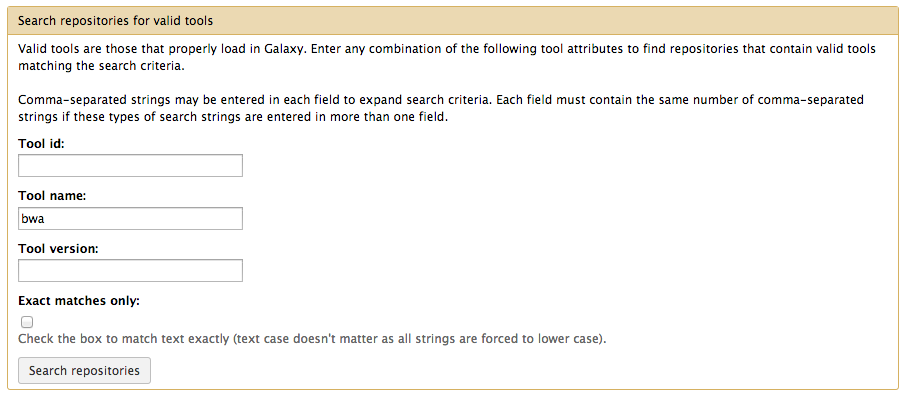 Search repositories for valid tools
Valid tools are those that properly load in Galaxy. Enter any combination of the following tool attributes to find repositories that contain valid tools
matching the search criteria.
Comma-separated strings may be entered in each field to expand search criteria. Each field must contain the same number of comma-separated
strings if these types of search strings are entered in more than one field.
Tool id:
Tool name:
bwa
Tool version:
Exact matches only:
Check the box to match text exactly (text case doesn't matter as all strings are forced to lower case).
Search repositories